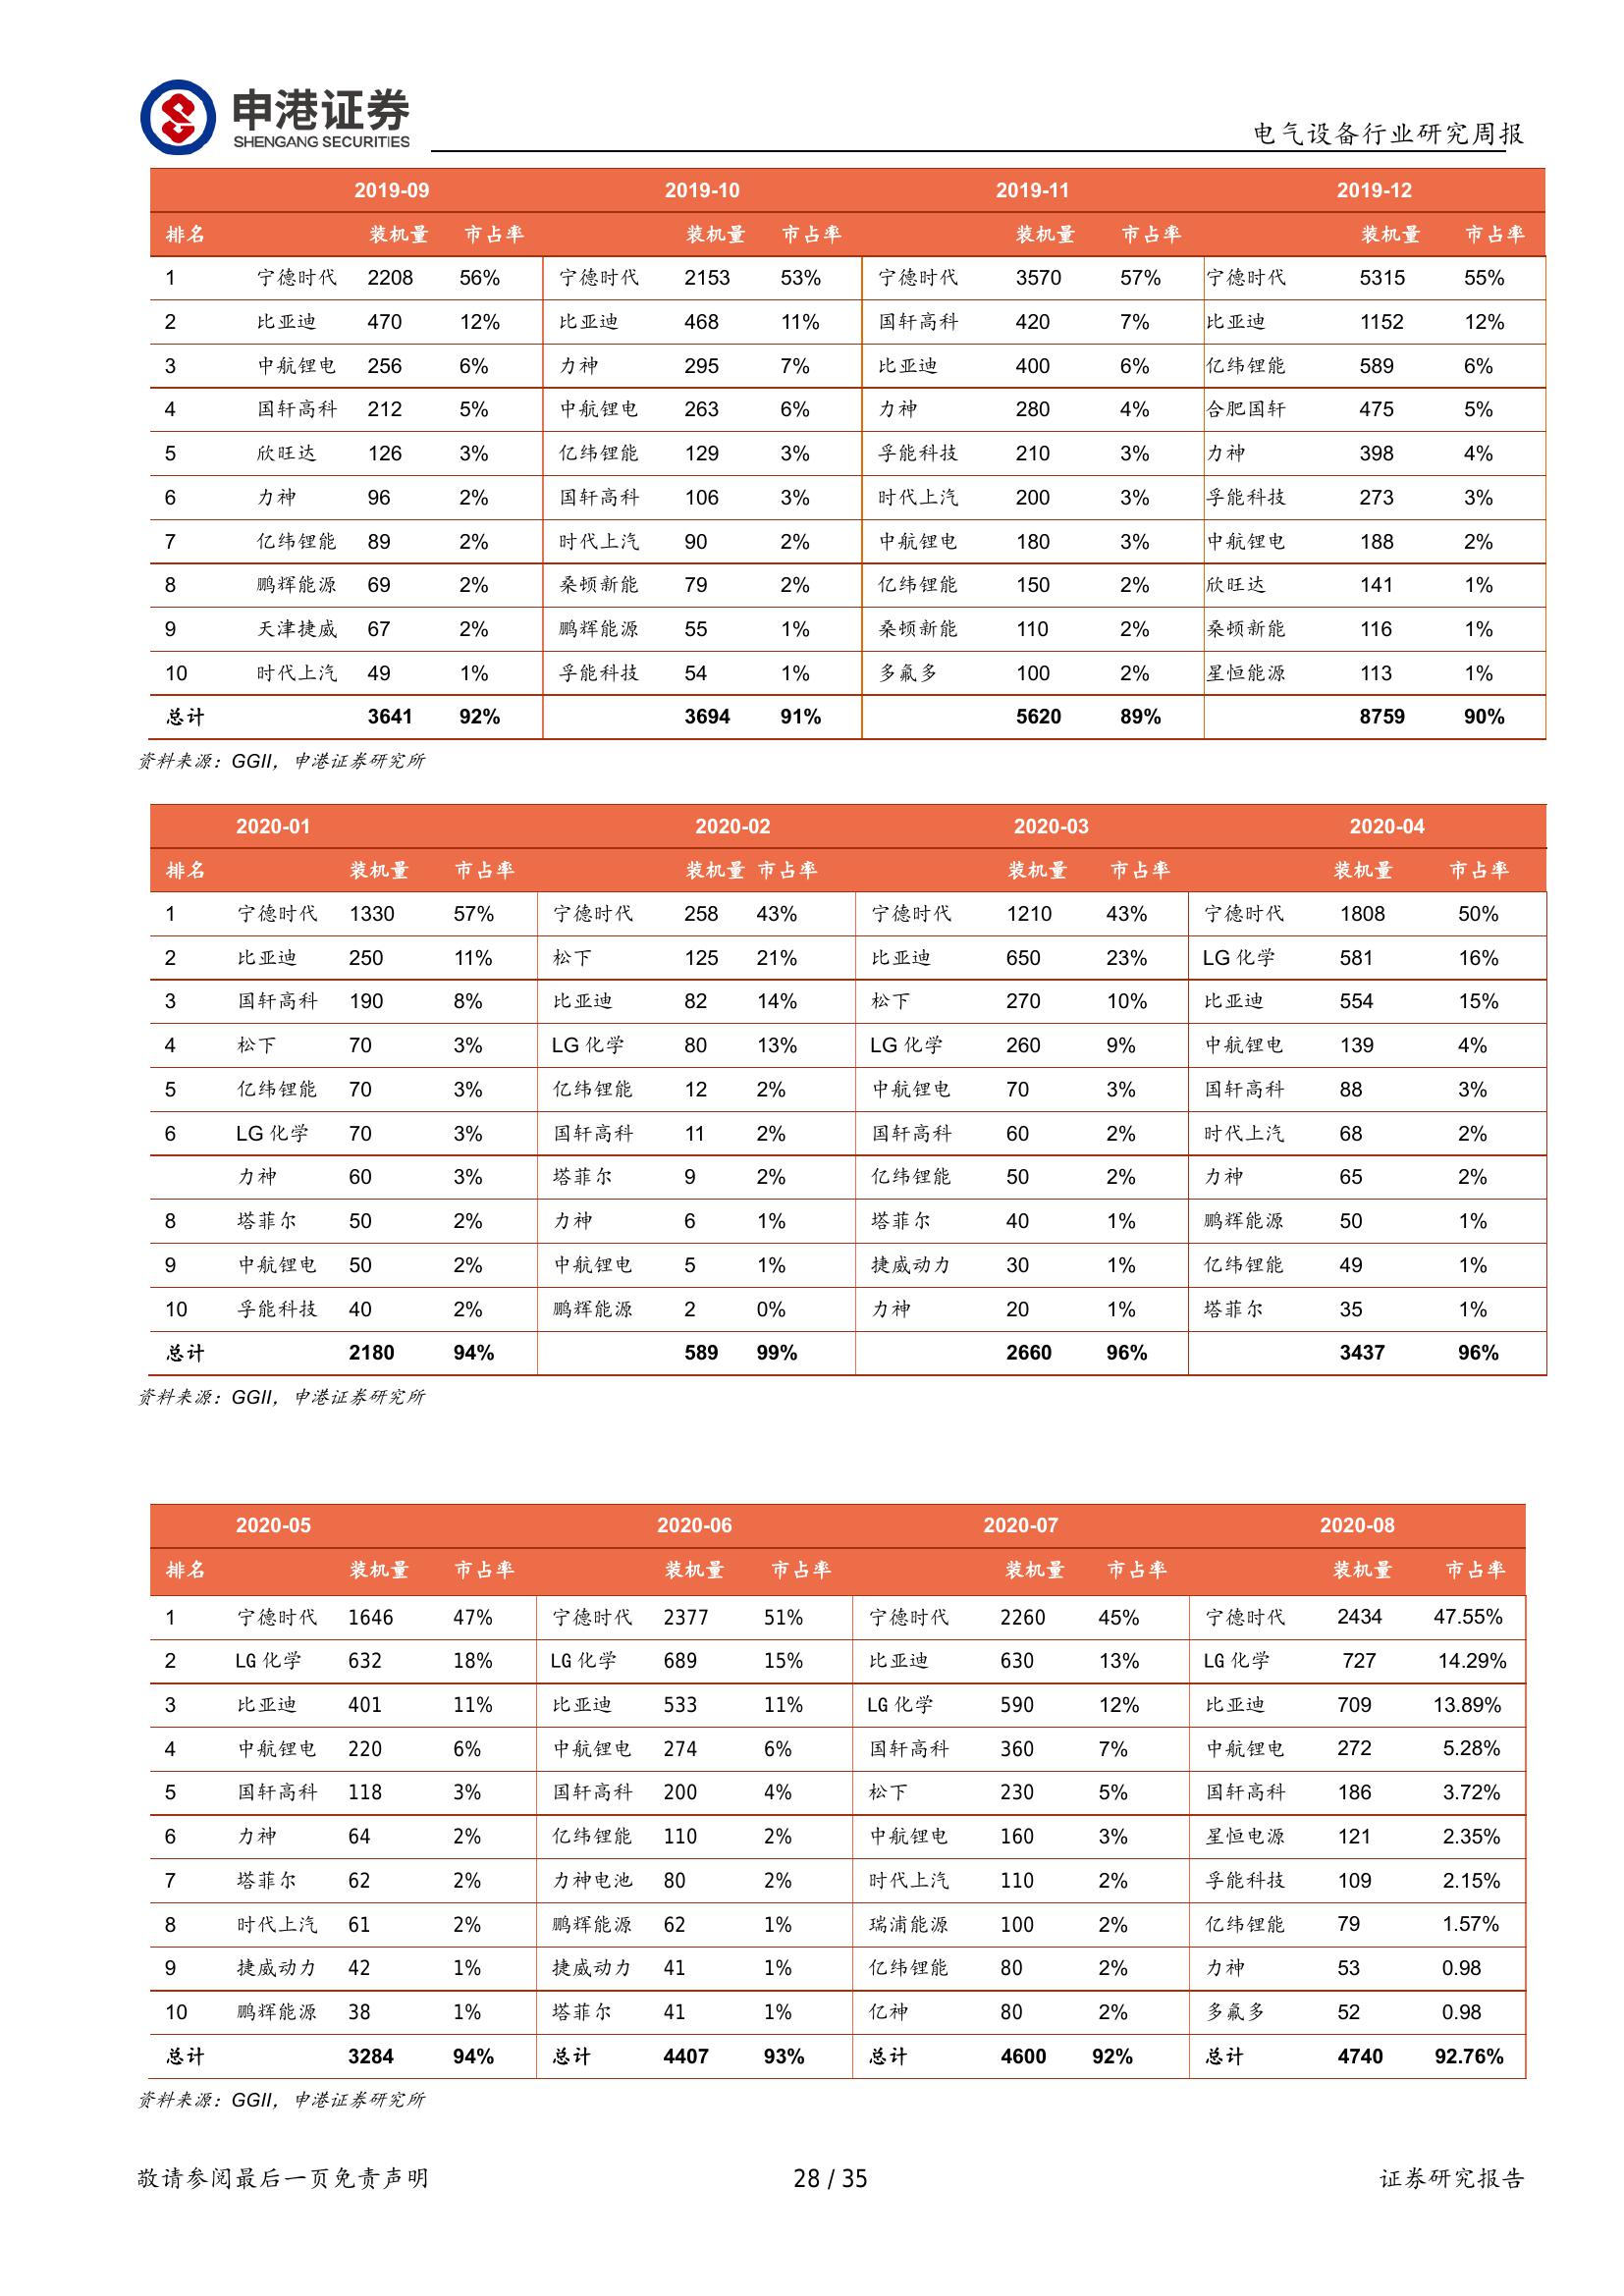 申港证券
SHENGANG SECURITIES
电气设备行业研究周报
2019-09 2019-10 2019-11 2019-12
排名 装机量 市占率 装机量 市占率 装机量 市占率 装机量 市占率
1 宁德时代 2208 56% 宁德时代 2153 53% 宁德时代 3570 57% 宁德时代 5315 55%
2 比亚迪 470 12% 比亚迪 468 11% 国轩高科 420 7% 比亚迪 1152 12%
3 中航锂电 256 6% 力神 295 7% 比亚迪 400 6% 亿纬锂能 589 6%
4 国轩高科 212 5% 中航锂电 263 6% 力神 280 4% 合肥国轩 475 5%
5 欣旺达 126 3% 亿纬锂能 129 3% 孚能科技 210 3% 力神 398 4%
6 力神 96 2% 国轩高科 106 3% 时代上汽 200 3% 孚能科技 273 3%
7 亿纬锂能 89 2% 时代上汽 90 2% 中航锂电 180 3% 中航锂电 188 2%
8 鹏辉能源 69 2% 桑顿新能 79 2% 亿纬锂能 150 2% 欣旺达 141 1%
9 天津捷威 67 2% 鹏辉能源 55 1% 桑顿新能 110 2% 桑顿新能 116 1%
10 时代上汽 49 1% 孚能科技 54 1% 多氟多 100 2% 星恒能源 113 1%
总计 3641 92% 3694 91% 5620 89% 8759 90%
资料来源：GGII，申港证券研究所
2020-01 2020-02 2020-03 2020-04
排名 装机量 市占率 装机量 市占率 装机量 市占率 装机量 市占率
1 宁德时代 1330 57% 宁德时代 258 43% 宁德时代 1210 43% 宁德时代 1808 50%
2 比亚迪 250 11% 松下 125 21% 比亚迪 650 23% LG 化学 581 16%
3 国轩高科 190 8% 比亚迪 82 14% 松下 270 10% 比亚迪 554 15%
4 松下 70 3% LG 化学 80 13% LG 化学 260 9% 中航锂电 139 4%
5 亿纬锂能 70 3% 亿纬锂能 12 2% 中航锂电 70 3% 国轩高科 88 3%
6 LG 化学 70 3% 国轩高科 11 2% 国轩高科 60 2% 时代上汽 68 2%
力神 60 3% 塔菲尔 9 2% 亿纬锂能 50 2% 力神 65 2%
8 塔菲尔 50 2% 力神 6 1% 塔菲尔 40 1% 鹏辉能源 50 1%
9 中航锂电 50 2% 中航锂电 5 1% 捷威动力 30 1% 亿纬锂能 49 1%
10 孚能科技 40 2% 鹏辉能源 2 0% 力神 20 1% 塔菲尔 35 1%
总计 2180 94% 589 99% 2660 96% 3437 96%
资料来源：GGII，申港证券研究所
2020-05 2020-06 2020-07 2020-08
排名 装机量 市占率 装机量 市占率 装机量 市占率 装机量 市占率
1 宁德时代 1646 47% 宁德时代 2377 51% 宁德时代 2260 45% 宁德时代 2434 47.55%
2 LG 化学 632 18% LG 化学 689 15% 比亚迪 630 13% LG 化学 727 14.29%
3 比亚迪 401 11% 比亚迪 533 11% LG 化学 590 12% 比亚迪 709 13.89%
4 中航锂电 220 6% 中航锂电 274 6% 国轩高科 360 7% 中航锂电 272 5.28%
5 国轩高科 118 3% 国轩高科 200 4% 松下 230 5% 国轩高科 186 3.72%
6 力神 64 2% 亿纬锂能 110 2% 中航锂电 160 3% 星恒电源 121 2.35%
7 塔菲尔 62 2% 力神电池 80 2% 时代上汽 110 2% 孚能科技 109 2.15%
8 时代上汽 61 2% 鹏辉能源 62 1% 瑞浦能源 100 2% 亿纬锂能 79 1.57%
9 捷威动力 42 1% 捷威动力 41 1% 亿纬锂能 80 2% 力神 53 0.98
10 鹏辉能源 38 1% 塔菲尔 41 1% 亿神 80 2% 多氟多 52 0.98
总计 3284 94% 总计 4407 93% 总计 4600 92% 总计 4740 92.76%
资料来源：GGII，申港证券研究所
敬请参阅最后一页免责声明 28 / 35 证券研究报告